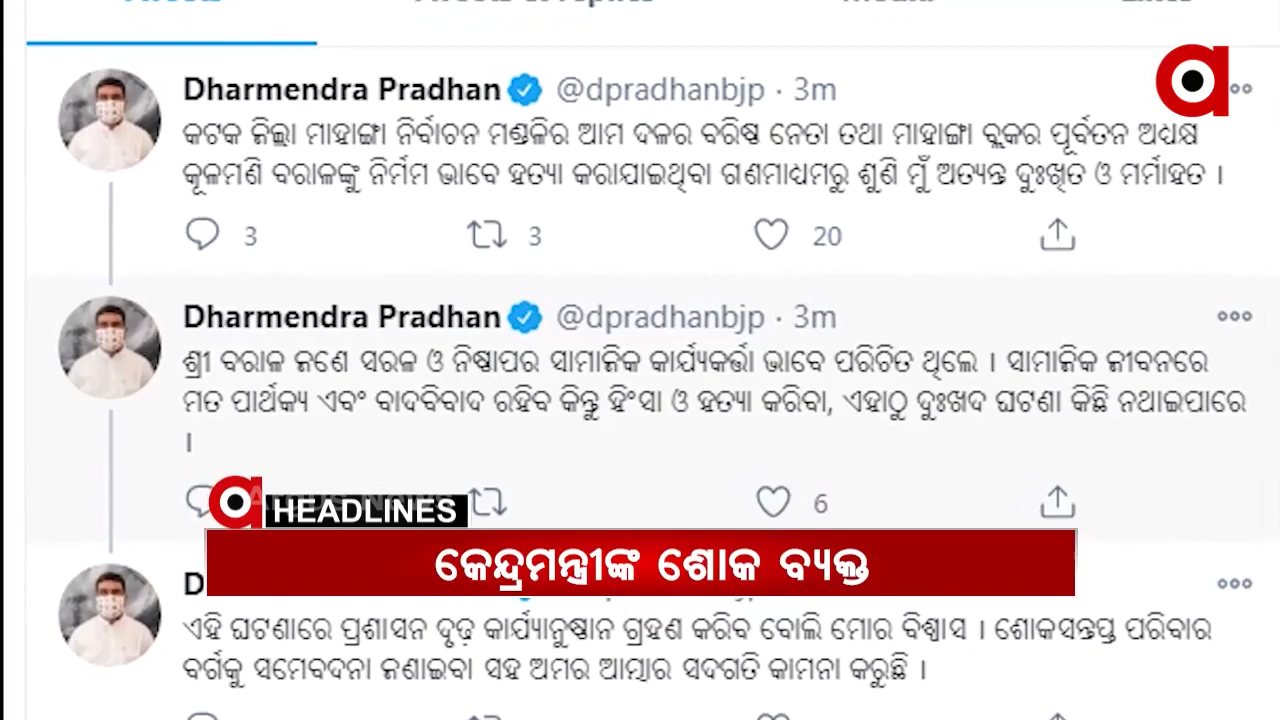 Dharmendra Pradhan @dpradhanbjp · 3m
କଟକ ଜିଲ୍ଲା ମାହାଙ୍ଗା ନିର୍ବାଚନ ମଣ୍ଡଳିର ଆମ ଦଳର ବରିଷ୍ଠ ନେତା ତଥା ମାହାଙ୍ଗା ବ୍ଲକର ପୂର୍ବତନ ଅଧ୍ୟକ୍ଷ
କୂଳମଣି ବରାଳଙ୍କୁ ନିର୍ମମ ଭାବେ ହତ୍ୟା କରାଯାଇଥିବା ଗଣମାଧ୍ୟମରୁ ଶୁଣି ମୁଁ ଅତ୍ୟନ୍ତ ଦୁଃଖିତ ଓ ମର୍ମାହତ ।
3 3 20
Dharmendra Pradhan @dpradhanbjp · 3m
ଶ୍ରୀ ବରାଳ ଜଣେ ସରଳ ଓ ନିଷ୍ଠାପର ସାମାଜିକ କାର୍ଯ୍ୟକର୍ତ୍ତା ଭାବେ ପରିଚିତ ଥିଲେ । ସାମାଜିକ ଜୀବନରେ
ମତ ପାର୍ଥକ୍ୟ ଏବଂ ବାଦବିବାଦ ରହିବ କିନ୍ତୁ ହିଂସା ଓ ହତ୍ୟା କରିବା, ଏହାଠୁ ଦୁଃଖଦ ଘଟଣା କିଛି ନଥାଇପାରେ
।
6
HEADLINES
କେନ୍ଦ୍ରମନ୍ତ୍ରୀଙ୍କ ଶୋକ ବ୍ୟକ୍ତ
ଏହି ଘଟଣାରେ ପ୍ରଶାସନ ଦୃଢ଼ କାର୍ଯ୍ୟାନୁଷ୍ଠାନ ଗ୍ରହଣ କରିବ ବୋଲି ମୋର ବିଶ୍ୱାସ । ଶୋକସନ୍ତପ୍ତ ପରିବାର
ବର୍ଗକୁ ସମବେଦନା ଜଣାଇବା ସହ ଅମର ଆତ୍ମାର ସଦଗତି କାମନା କରୁଛି ।